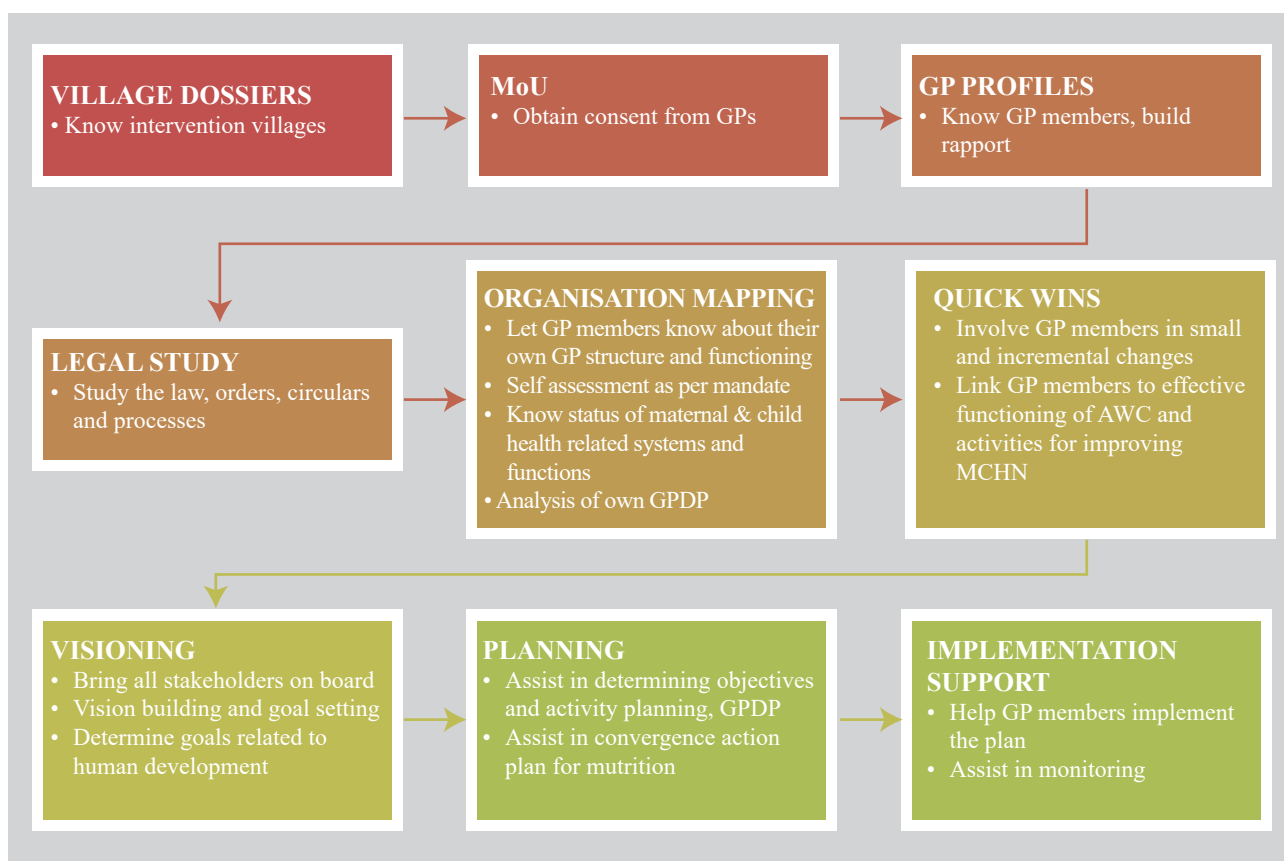 VILLAGE DOSSIERS
• Know intervention villages
MoU
• Obtain consent from GPs
GP PROFILES
• Know GP members, build
rapport
LEGAL STUDY
• Study the law, orders, circulars
and processes
ORGANISATION MAPPING
• Let GP members know about their
own GP structure and functioning
• Self assessment as per mandate
• Know status of maternal & child
health related systems and
functions
• Analysis of own GPDP
QUICK WINS
• Involve GP members in small
and incremental changes
• Link GP members to effective
functioning of AWC and
activities for improving
MCHN
VISIONING
• Bring all stakeholders on board
• Vision building and goal setting
• Determine goals related to
human development
PLANNING
• Assist in determining objectives
and activity planning, GPDP
• Assist in convergence action
plan for mutrition
IMPLEMENTATION
SUPPORT
• Help GP members implement
the plan
• Assist in monitoring